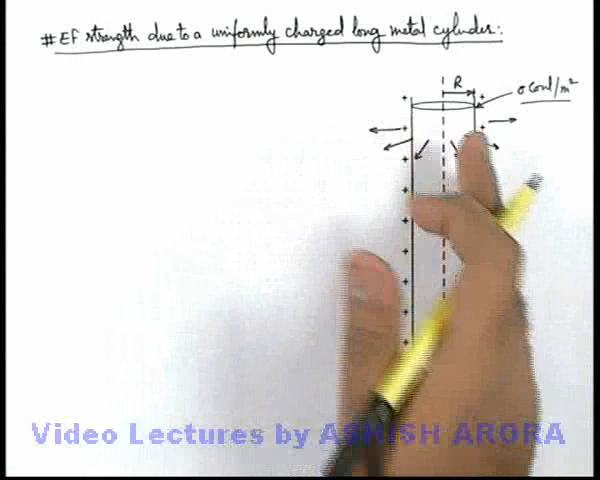 # EF strength due to a uniformly charged long metal cylinder:
R
σ Coul/m²
+ +
+ +
+
+
+
+
+
+
Video Lectures by ASHISH ARORA